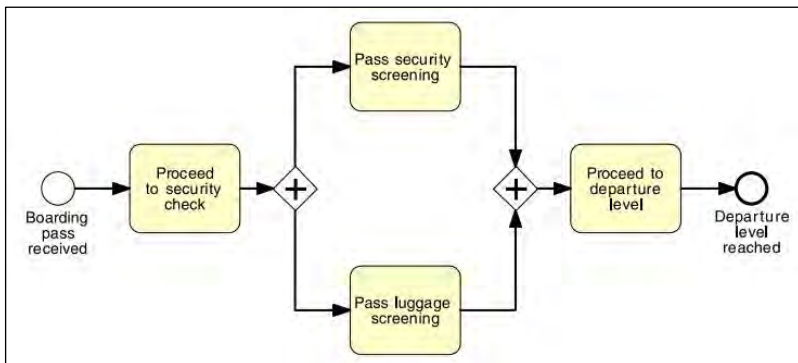 Boarding
pass
received
Proceed
to security
check
Pass security
screening
Pass luggage
screening
Proceed to
departure
level
Departure
level
reached